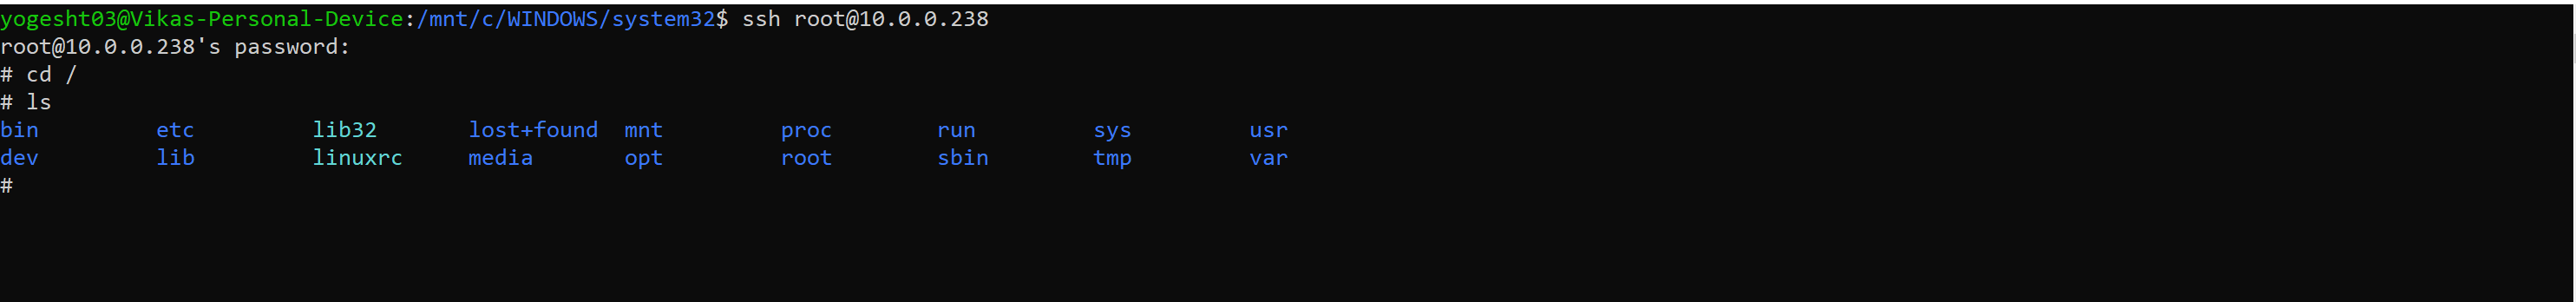 yogesht03@Vikas-Personal-Device:/mnt/c/WINDOWS/system32$ ssh root@10.0.0.238
root@10.0.0.238's password:
# cd /
# ls
bin         etc         lib32       lost+found  mnt         proc        run         sys         usr
dev         lib         linuxrc     media       opt         root        sbin        tmp         var
#